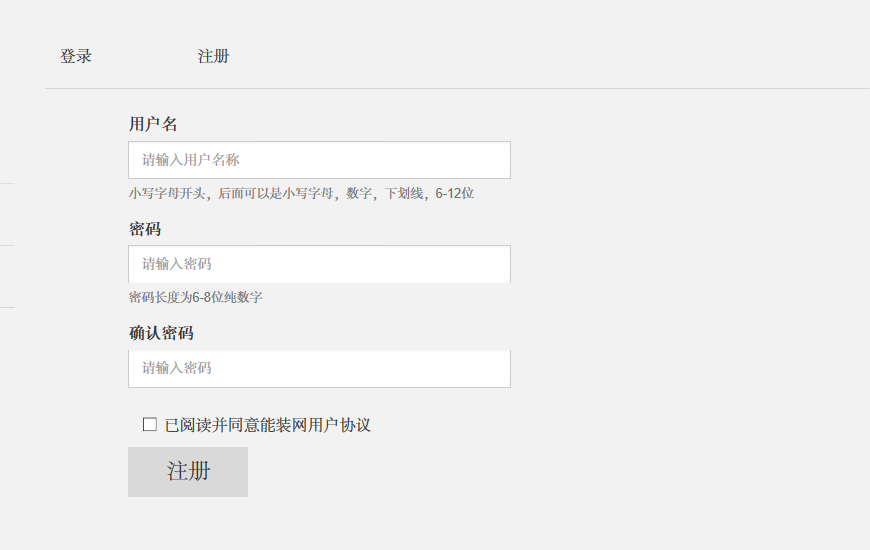 登录 注册
用户名
请输入用户名称
小写字母开头，后面可以是小写字母，数字，下划线，6-12位
密码
请输入密码
密码长度为6-8位纯数字
确认密码
请输入密码
已阅读并同意能装网用户协议
注册